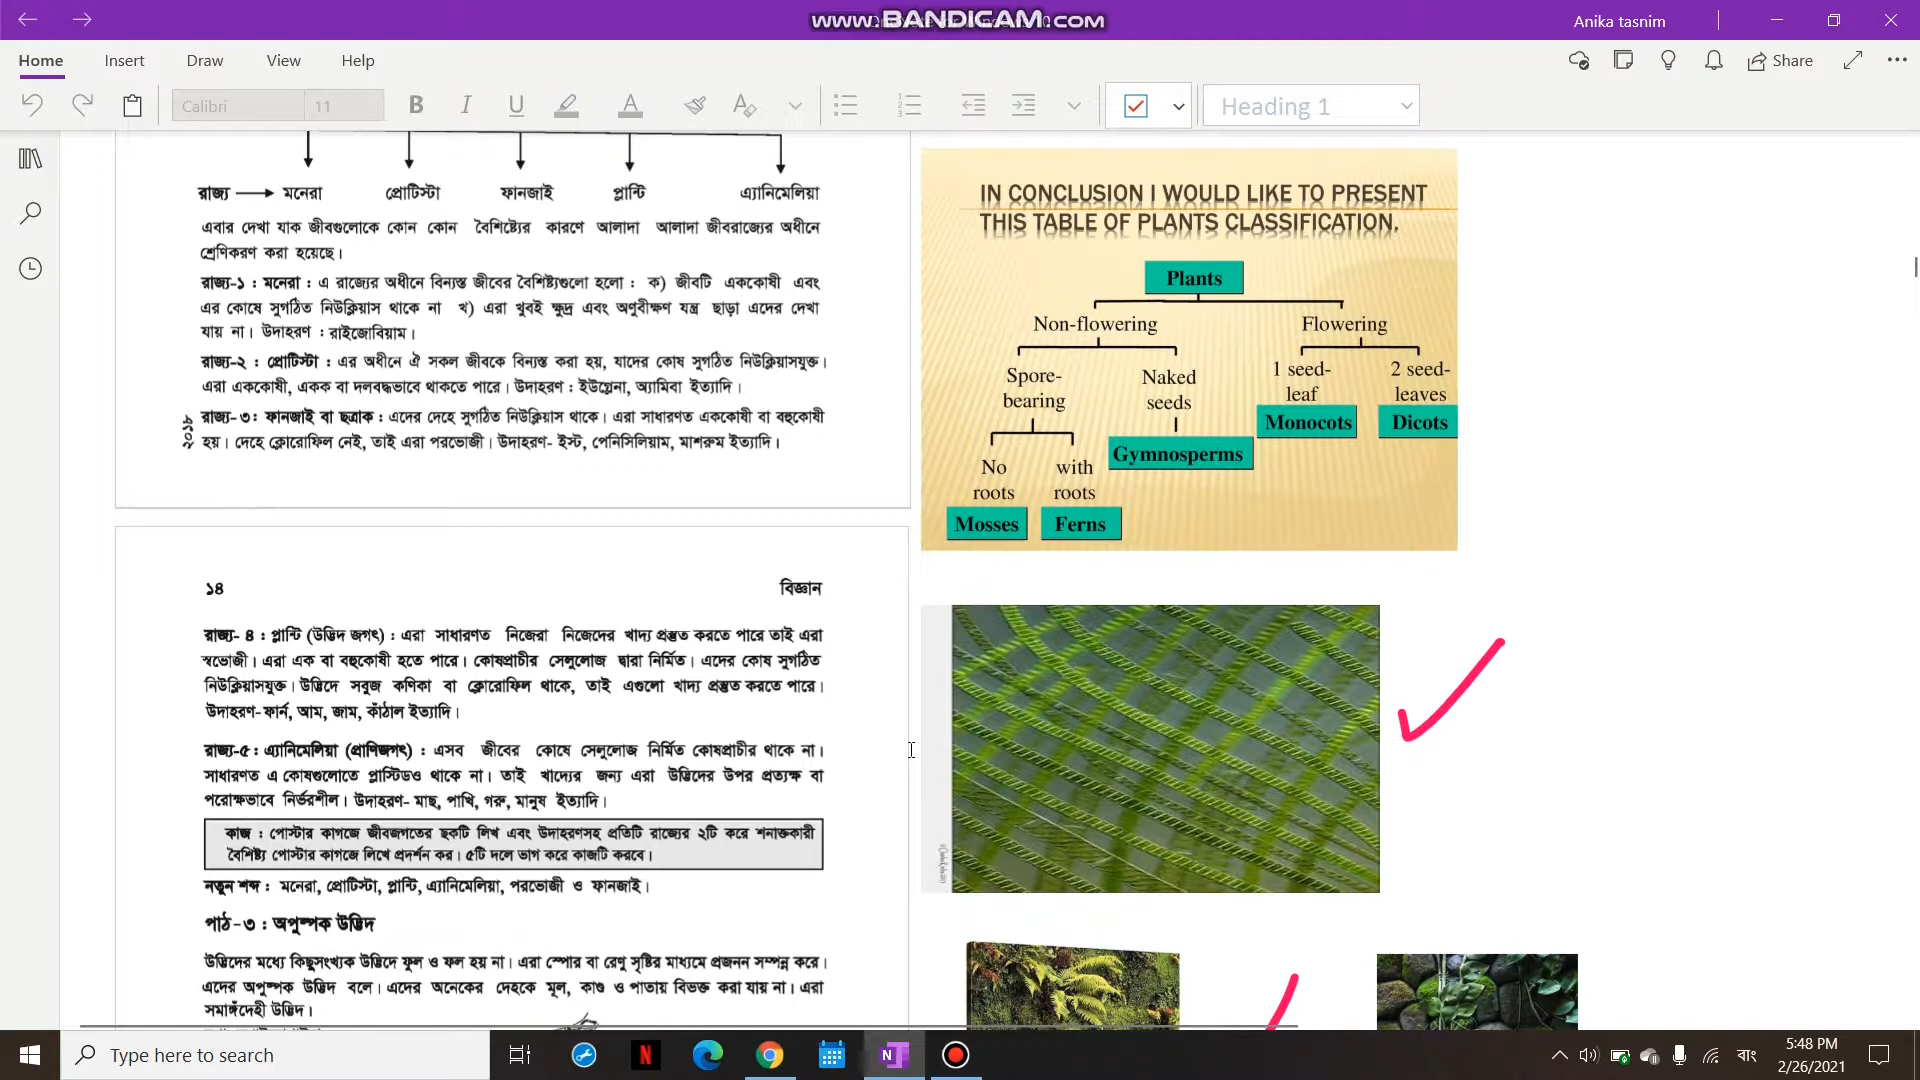 WWW.BANDICAM.COM
Anika tasnim
Home Insert Draw View Help
Share
Calibri 11 B I U A Heading 1
রাজ্য মনেরা প্রোটিস্টা ফানজাই প্লান্টি এ্যানিমেলিয়া
এবার দেখা যাক জীবগুলোকে কোন কোন বৈশিষ্ট্যের কারণে আলাদা আলাদা জীবরাজ্যের অধীনে
শ্রেণিকরণ করা হয়েছে।
রাজ্য-১ : মনেরা : এ রাজ্যের অধীনে বিন্যস্ত জীবের বৈশিষ্ট্যগুলো হলো : ক) জীবটি এককোষী এবং
এর কোষে সুগঠিত নিউক্লিয়াস থাকে না খ) এরা খুবই ক্ষুদ্র এবং অণুবীক্ষণ যন্ত্র ছাড়া এদের দেখা
যায় না। উদাহরণ : রাইজোবিয়াম।
রাজ্য-২ : প্রোটিস্টা : এর অধীনে ঐ সকল জীবকে বিন্যস্ত করা হয়, যাদের কোষ সুগঠিত নিউক্লিয়াসযুক্ত।
এরা এককোষী, একক বা দলবদ্ধভাবে থাকতে পারে। উদাহরণ : ইউগ্লেনা, অ্যামিবা ইত্যাদি।
রাজ্য-৩: ফানজাই বা ছত্রাক : এদের দেহে সুগঠিত নিউক্লিয়াস থাকে। এরা সাধারণত এককোষী বা বহুকোষী
হয়। দেহে ক্লোরোফিল নেই, তাই এরা পরভোজী। উদাহরণ- ইস্ট, পেনিসিলিয়াম, মাশরুম ইত্যাদি।
২০১৮
১৪ বিজ্ঞান
রাজ্য- ৪ : প্লান্টি (উদ্ভিদ জগৎ) : এরা সাধারণত নিজেরা নিজেদের খাদ্য প্রস্তুত করতে পারে তাই এরা
স্বভোজী। এরা এক বা বহুকোষী হতে পারে। কোষপ্রাচীর সেলুলোজ দ্বারা নির্মিত। এদের কোষ সুগঠিত
নিউক্লিয়াসযুক্ত। উদ্ভিদে সবুজ কণিকা বা ক্লোরোফিল থাকে, তাই এগুলো খাদ্য প্রস্তুত করতে পারে।
উদাহরণ-ফার্ন, আম, জাম, কাঁঠাল ইত্যাদি।
রাজ্য-৫: এ্যানিমেলিয়া (প্রাণিজগৎ) : এসব জীবের কোষে সেলুলোজ নির্মিত কোষপ্রাচীর থাকে না।
সাধারণত এ কোষগুলোতে প্লাস্টিডও থাকে না। তাই খাদ্যের জন্য এরা উদ্ভিদের উপর প্রত্যক্ষ বা
পরোক্ষভাবে নির্ভরশীল। উদাহরণ- মাছ, পাখি, গরু, মানুষ ইত্যাদি।
কাজ : পোস্টার কাগজে জীবজগতের ছকটি লিখ এবং উদাহরণসহ প্রতিটি রাজ্যের ২টি করে শনাক্তকারী
বৈশিষ্ট্য পোস্টার কাগজে লিখে প্রদর্শন কর। ৫টি দলে ভাগ করে কাজটি করবে।
নতুন শব্দ : মনেরা, প্রোটিস্টা, প্লান্টি, এ্যানিমেলিয়া, পরভোজী ও ফানজাই।
পাঠ-৩ : অপুষ্পক উদ্ভিদ
উদ্ভিদের মধ্যে কিছুসংখ্যক উদ্ভিদে ফুল ও ফল হয় না। এরা স্পোর বা রেণু সৃষ্টির মাধ্যমে প্রজনন সম্পন্ন করে।
এদের অপুষ্পক উদ্ভিদ বলে। এদের অনেকের দেহকে মূল, কাণ্ড ও পাতায় বিভক্ত করা যায় না। এরা
সমাঙ্গদেহী উদ্ভিদ।
IN CONCLUSION I WOULD LIKE TO PRESENT
THIS TABLE OF PLANTS CLASSIFICATION.
Plants
Non-flowering Flowering
Spore-
bearing
Naked
seeds
1 seed-
leaf
2 seed-
leaves
Monocots Dicots
Gymnosperms
No
roots
with
roots
Mosses Ferns
Type here to search
বাং
5:48 PM
2/26/2021